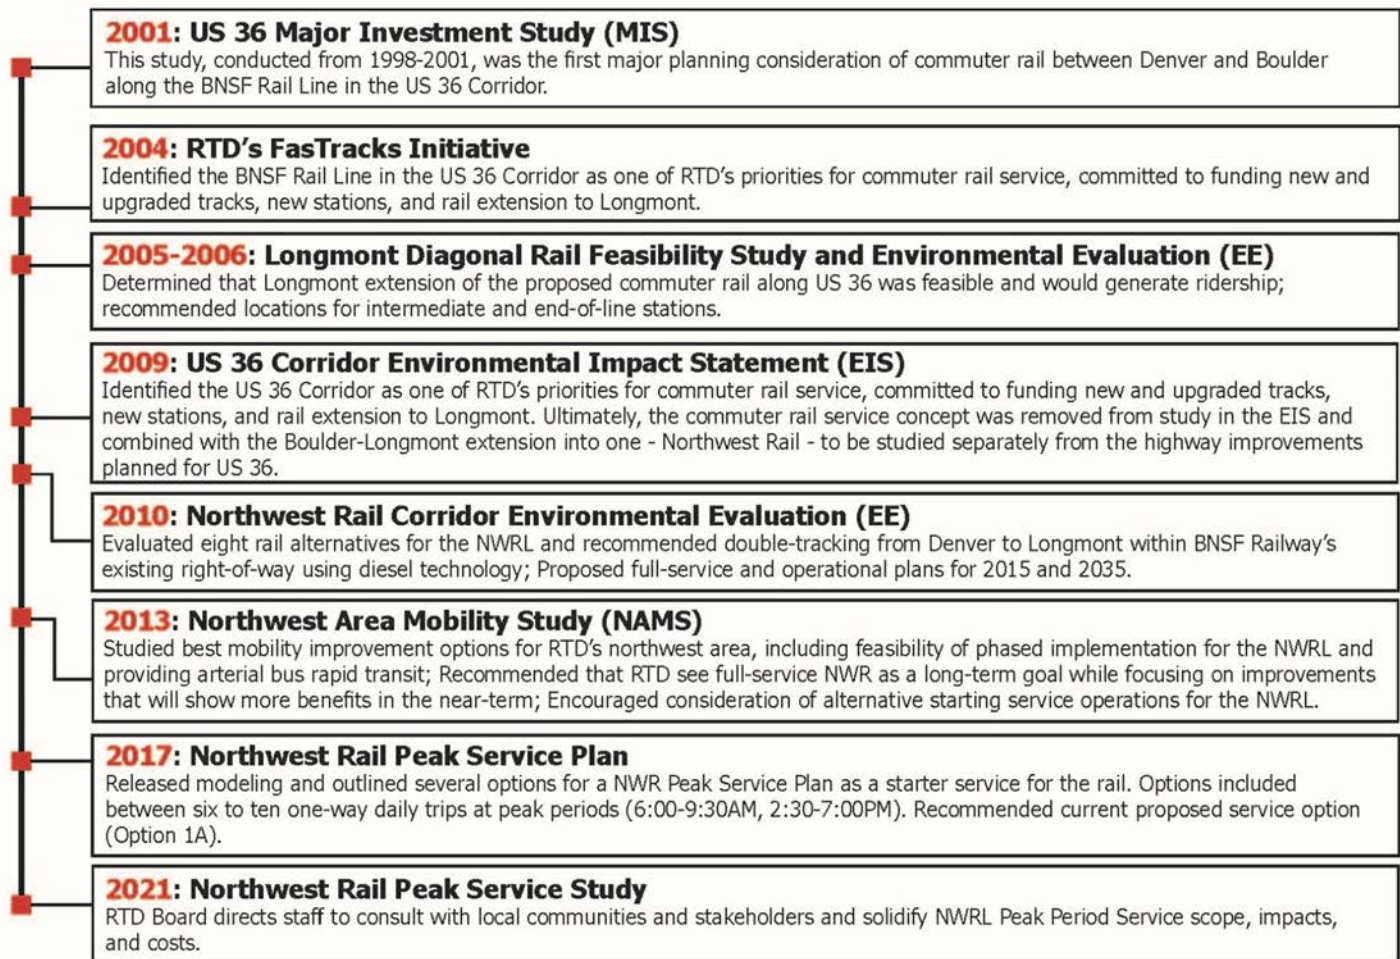 2001: US 36 Major Investment Study (MIS)
This study, conducted from 1998-2001, was the first major planning consideration of commuter rail between Denver and Boulder
along the BNSF Rail Line in the US 36 Corridor.
2004: RTD's FasTracks Initiative
Identified the BNSF Rail Line in the US 36 Corridor as one of RTD's priorities for commuter rail service, committed to funding new and
upgraded tracks, new stations, and rail extension to Longmont.
2005-2006: Longmont Diagonal Rail Feasibility Study and Environmental Evaluation (EE)
Determined that Longmont extension of the proposed commuter rail along US 36 was feasible and would generate ridership;
recommended locations for intermediate and end-of-line stations.
2009: US 36 Corridor Environmental Impact Statement (EIS)
Identified the US 36 Corridor as one of RTD's priorities for commuter rail service, committed to funding new and upgraded tracks,
new stations, and rail extension to Longmont. Ultimately, the commuter rail service concept was removed from study in the EIS and
combined with the Boulder-Longmont extension into one - Northwest Rail - to be studied separately from the highway improvements
planned for US 36.
2010: Northwest Rail Corridor Environmental Evaluation (EE)
Evaluated eight rail alternatives for the NWRL and recommended double-tracking from Denver to Longmont within BNSF Railway's
existing right-of-way using diesel technology; Proposed full-service and operational plans for 2015 and 2035.
2013: Northwest Area Mobility Study (NAMS)
Studied best mobility improvement options for RTD's northwest area, including feasibility of phased implementation for the NWRL and
providing arterial bus rapid transit; Recommended that RTD see full-service NWR as a long-term goal while focusing on improvements
that will show more benefits in the near-term; Encouraged consideration of alternative starting service operations for the NWRL.
2017: Northwest Rail Peak Service Plan
Released modeling and outlined several options for a NWR Peak Service Plan as a starter service for the rail. Options included
between six to ten one-way daily trips at peak periods (6:00-9:30AM, 2:30-7:00PM). Recommended current proposed service option
(Option 1A).
2021: Northwest Rail Peak Service Study
RTD Board directs staff to consult with local communities and stakeholders and solidify NWRL Peak Period Service scope, impacts,
and costs.